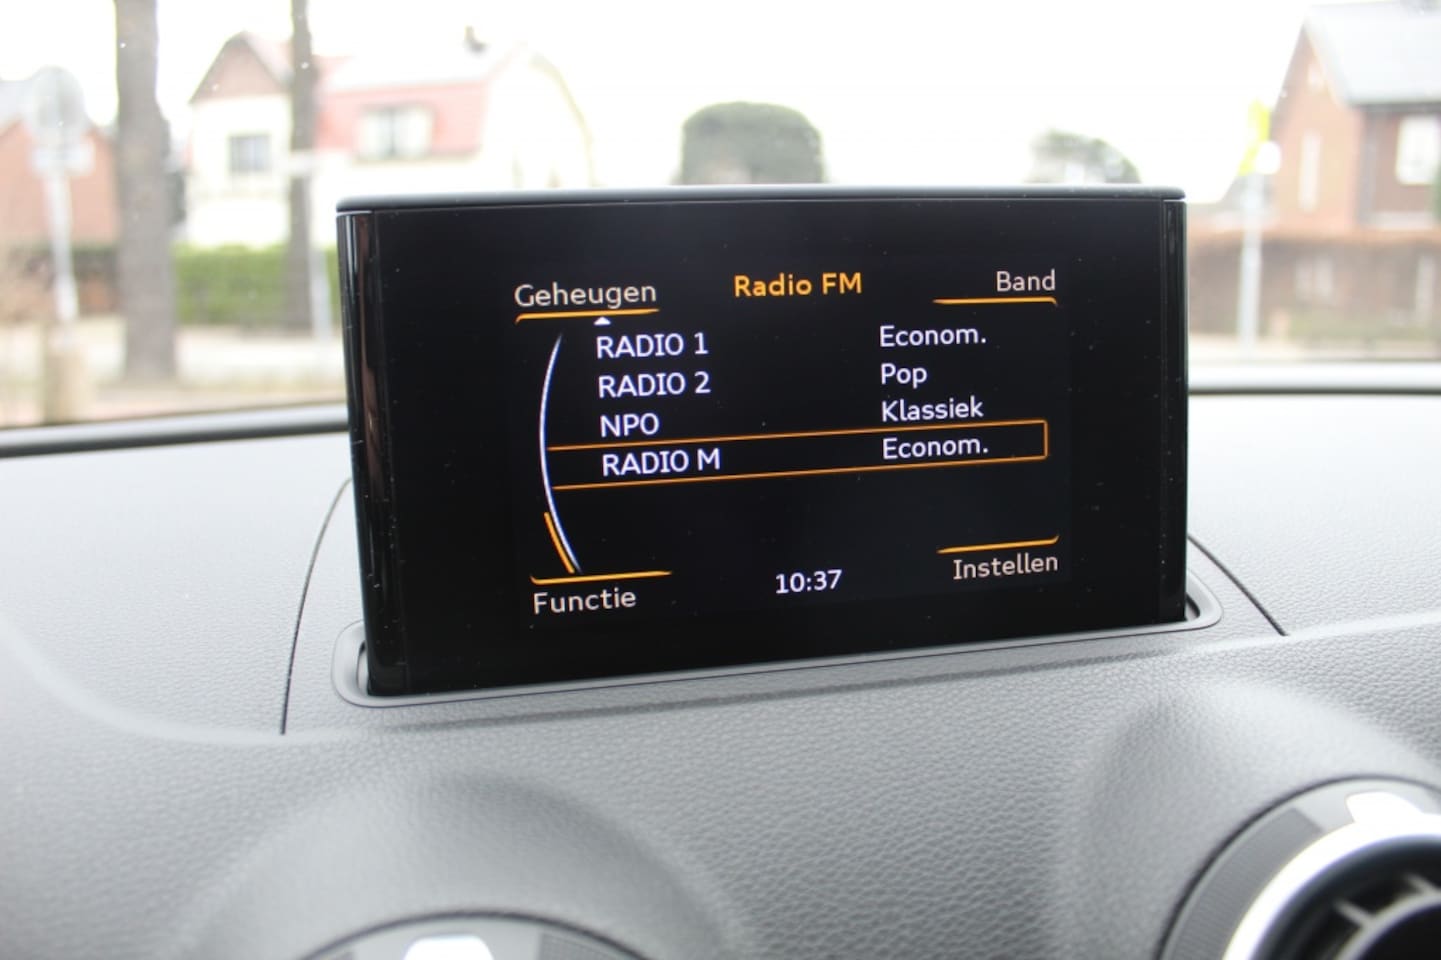 Geheugen Radio FM Band
RADIO 1 Econom.
RADIO 2 Pop
NPO Klassiek
RADIO M Econom.
Functie 10:37 Instellen